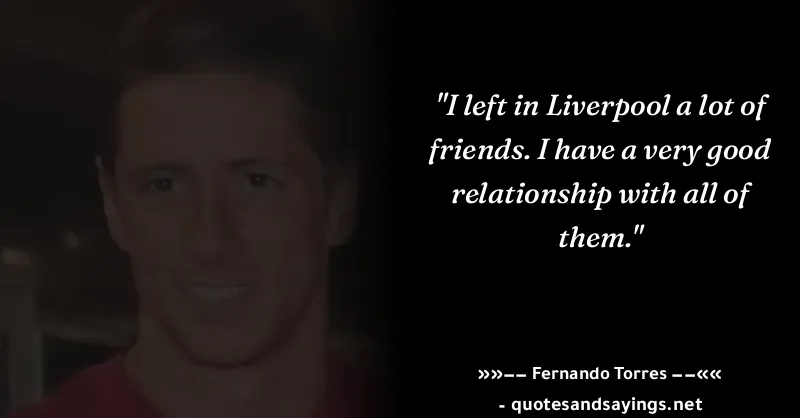 "I left in Liverpool a lot of
friends. I have a very good
relationship with all of
them."
»»−− Fernando Torres −−««
- quotesandsayings.net